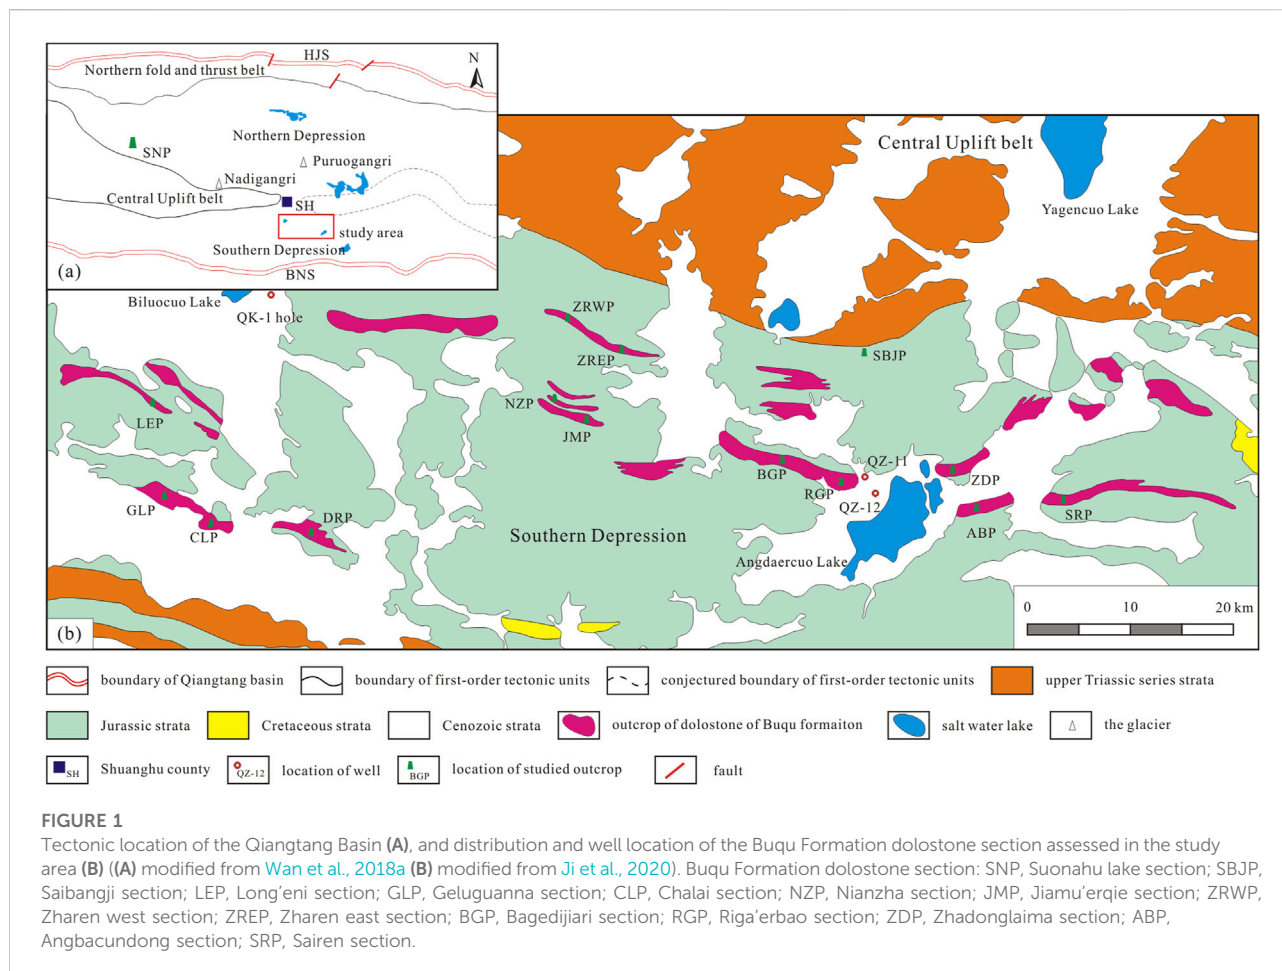 HJS
Northern fold and thrust belt
N
Northern Depression
SNP
Puruogangri
Nadigangri
Central Uplift belt
SH
study area
Southern Depression
(a)
BNS
Central Uplift belt
Yagencuo Lake
Biluocuo Lake
QK-1 hole
ZRWP
ZREP
SBJP
NZP
LEP
JMP
BGP
QZ-11
ZDP
RGP
QZ-12
GLP
DRP
SRP
CLP
ABP
Southern Depression
Angdaercuo Lake
0 10 20 km
(b)
boundary of Qiangtang basin
boundary of first-order tectonic units
conjectured boundary of first-order tectonic units
upper Triassic series strata
Jurassic strata
Cretaceous strata
Cenozoic strata
outcrop of dolostone of Buqu formaiton
salt water lake
the glacier
SH
Shuanghu county
QZ-12
location of well
BGP
location of studied outcrop
fault
FIGURE 1
Tectonic location of the Qiangtang Basin (A), and distribution and well location of the Buqu Formation dolostone section assessed in the study
area (B) ((A) modified from Wan et al., 2018a (B) modified from Ji et al., 2020). Buqu Formation dolostone section: SNP, Suonahu lake section; SBJP,
Saibangji section; LEP, Long’eni section; GLP, Geluguanna section; CLP, Chalai section; NZP, Nianzha section; JMP, Jiamu’erqie section; ZRWP,
Zharen west section; ZREP, Zharen east section; BGP, Bagedijiari section; RGP, Riga’erbao section; ZDP, Zhadonglaima section; ABP,
Angbacundong section; SRP, Sairen section.